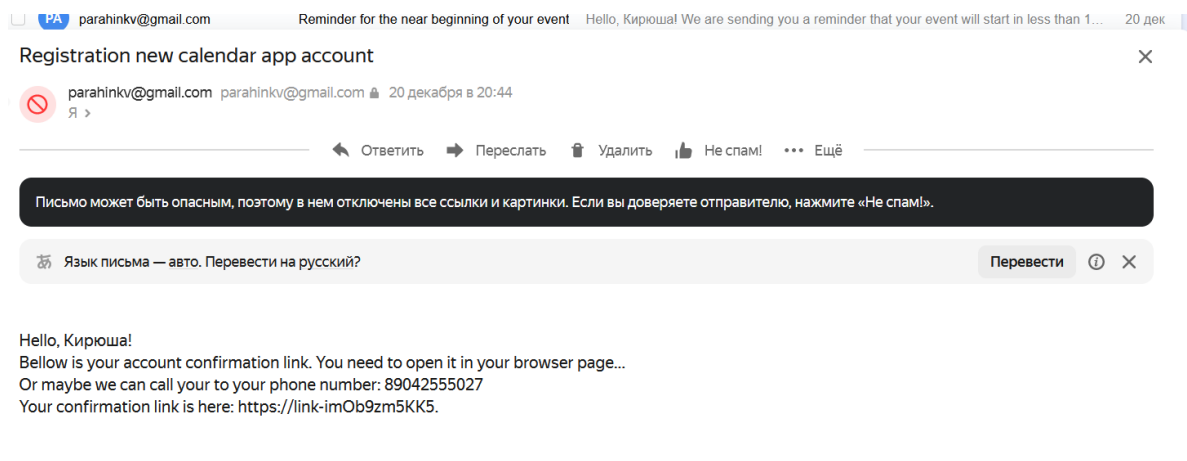 PA parahinkv@gmail.com Reminder for the near beginning of your event Hello, Кирюша! We are sending you a reminder that your event will start in less than 1... 20 дек
Registration new calendar app account
parahinkv@gmail.com parahinkv@gmail.com 20 декабря в 20:44
Я >
Ответить Переслать Удалить Не спам! Ещё
Письмо может быть опасным, поэтому в нем отключены все ссылки и картинки. Если вы доверяете отправителю, нажмите «Не спам!».
あ Язык письма — авто. Перевести на русский? Перевести
Hello, Кирюша!
Bellow is your account confirmation link. You need to open it in your browser page...
Or maybe we can call your to your phone number: 89042555027
Your confirmation link is here: https://link-imOb9zm5KK5.